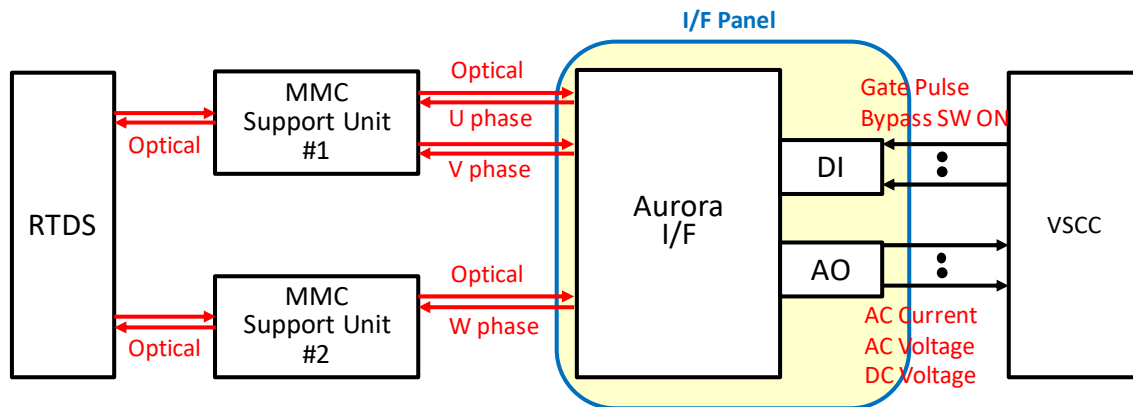 I/F Panel
RTDS
Optical
Optical
MMC
Support Unit
#1
MMC
Support Unit
#2
Optical
U phase
V phase
Optical
W phase
Aurora
I/F
DI
AO
Gate Pulse
Bypass SW ON
AC Current
AC Voltage
DC Voltage
VSCC